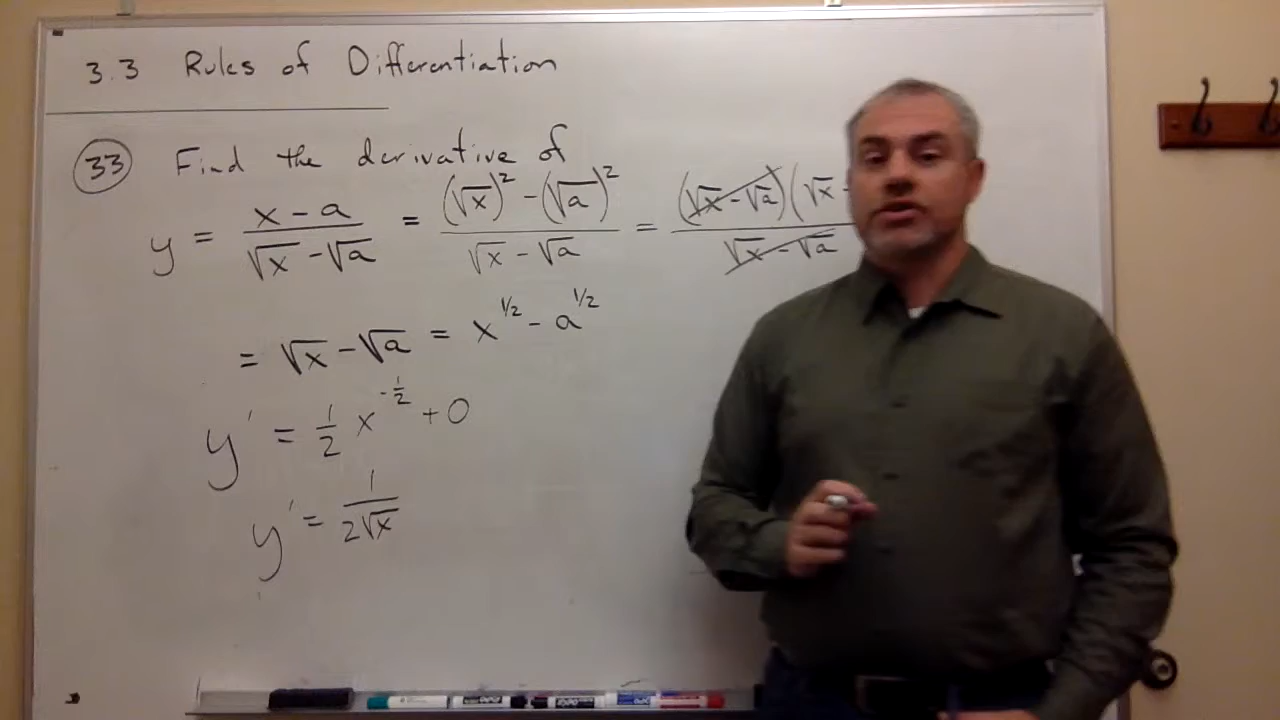 3.3 Rules of Differentiation
33 Find the derivative of
y = (x - a)/(√x - √a) = ((√x)² - (√a)²)/(√x - √a) = ((√x - √a)(√x -)/(√x - √a)
= √x - √a = x^(1/2) - a^(1/2)
y' = 1/2 x^(-1/2) + 0
y' = 1/(2√x)